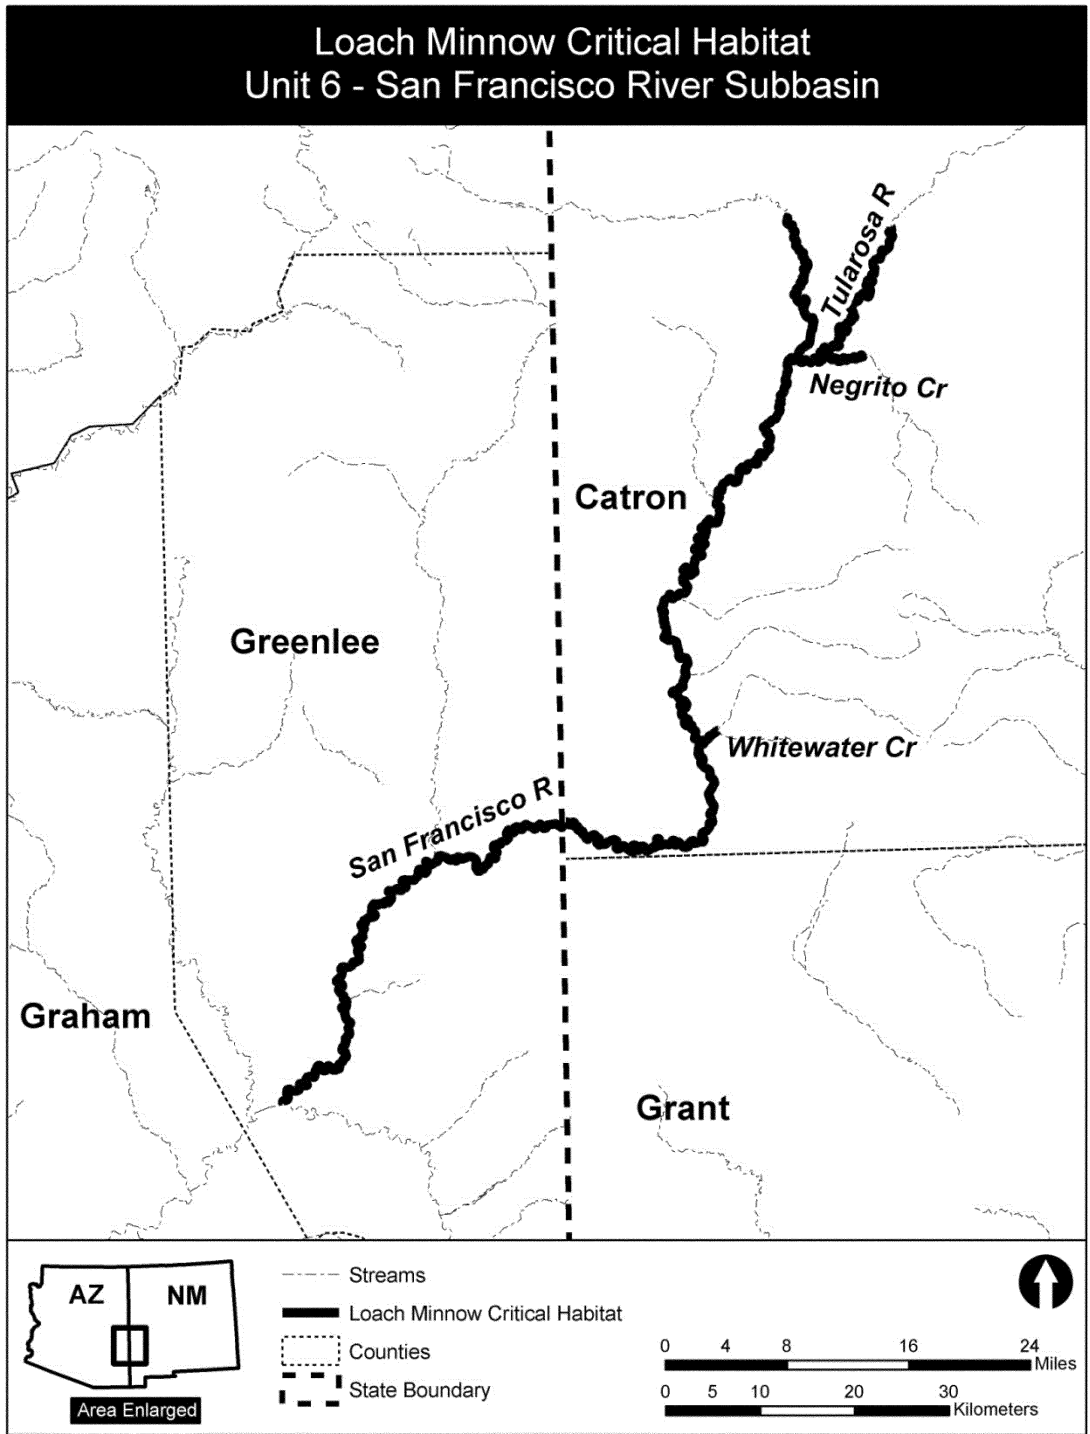 Loach Minnow Critical Habitat
Unit 6 - San Francisco River Subbasin
Tularosa R
Negrito Cr
Catron
Greenlee
Whitewater Cr
San Francisco R
Graham
Grant
AZ NM
Area Enlarged
Streams
Loach Minnow Critical Habitat
Counties
State Boundary
0 4 8 16 24
Miles
0 5 10 20 30
Kilometers